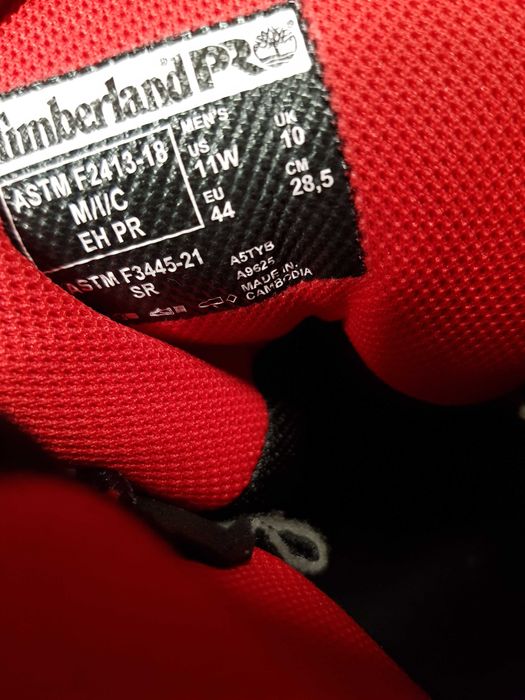 Timberland PRO
ASTM F2413-18
M/I/C
EH PR
MEN'S
US
11W
EU
44
UK
10
CM
28,5
ASTM F3445-21
SR
A5TYB
A9625
MADE IN
CAMBODIA